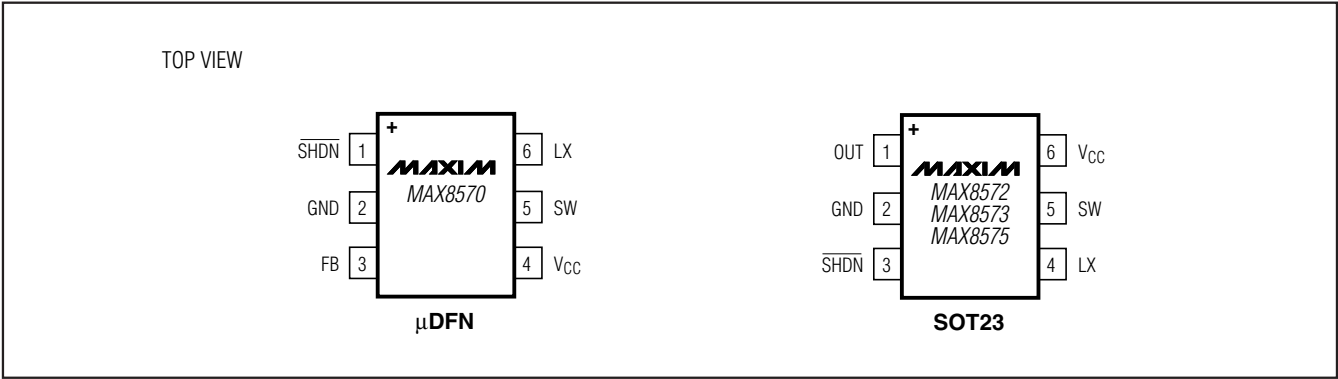 TOP VIEW
+
MAXIM
MAX8570
SHDN 1
GND 2
FB 3
6 LX
5 SW
4 VCC
μDFN
+
MAXIM
MAX8572
MAX8573
MAX8575
OUT 1
GND 2
SHDN 3
6 VCC
5 SW
4 LX
SOT23